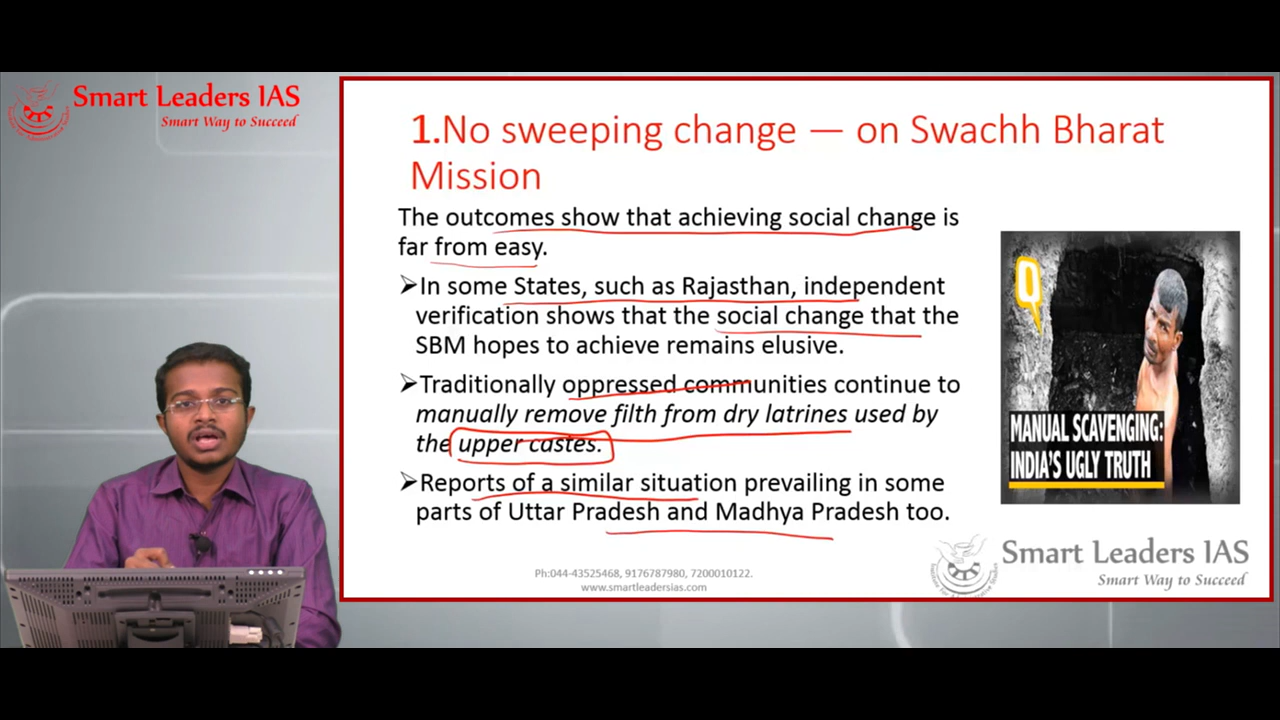 Smart Leaders IAS
Smart Way to Succeed
1.No sweeping change — on Swachh Bharat
Mission
The outcomes show that achieving social change is
far from easy.
➢In some States, such as Rajasthan, independent
verification shows that the social change that the
SBM hopes to achieve remains elusive.
➢Traditionally oppressed communities continue to
manually remove filth from dry latrines used by
the upper castes.
➢Reports of a similar situation prevailing in some
parts of Uttar Pradesh and Madhya Pradesh too.
Q
MANUAL SCAVENGING:
INDIA'S UGLY TRUTH
Smart Leaders IAS
Smart Way to Succeed
Ph:044-43525468, 9176787980, 7200010122.
www.smartleadersias.com